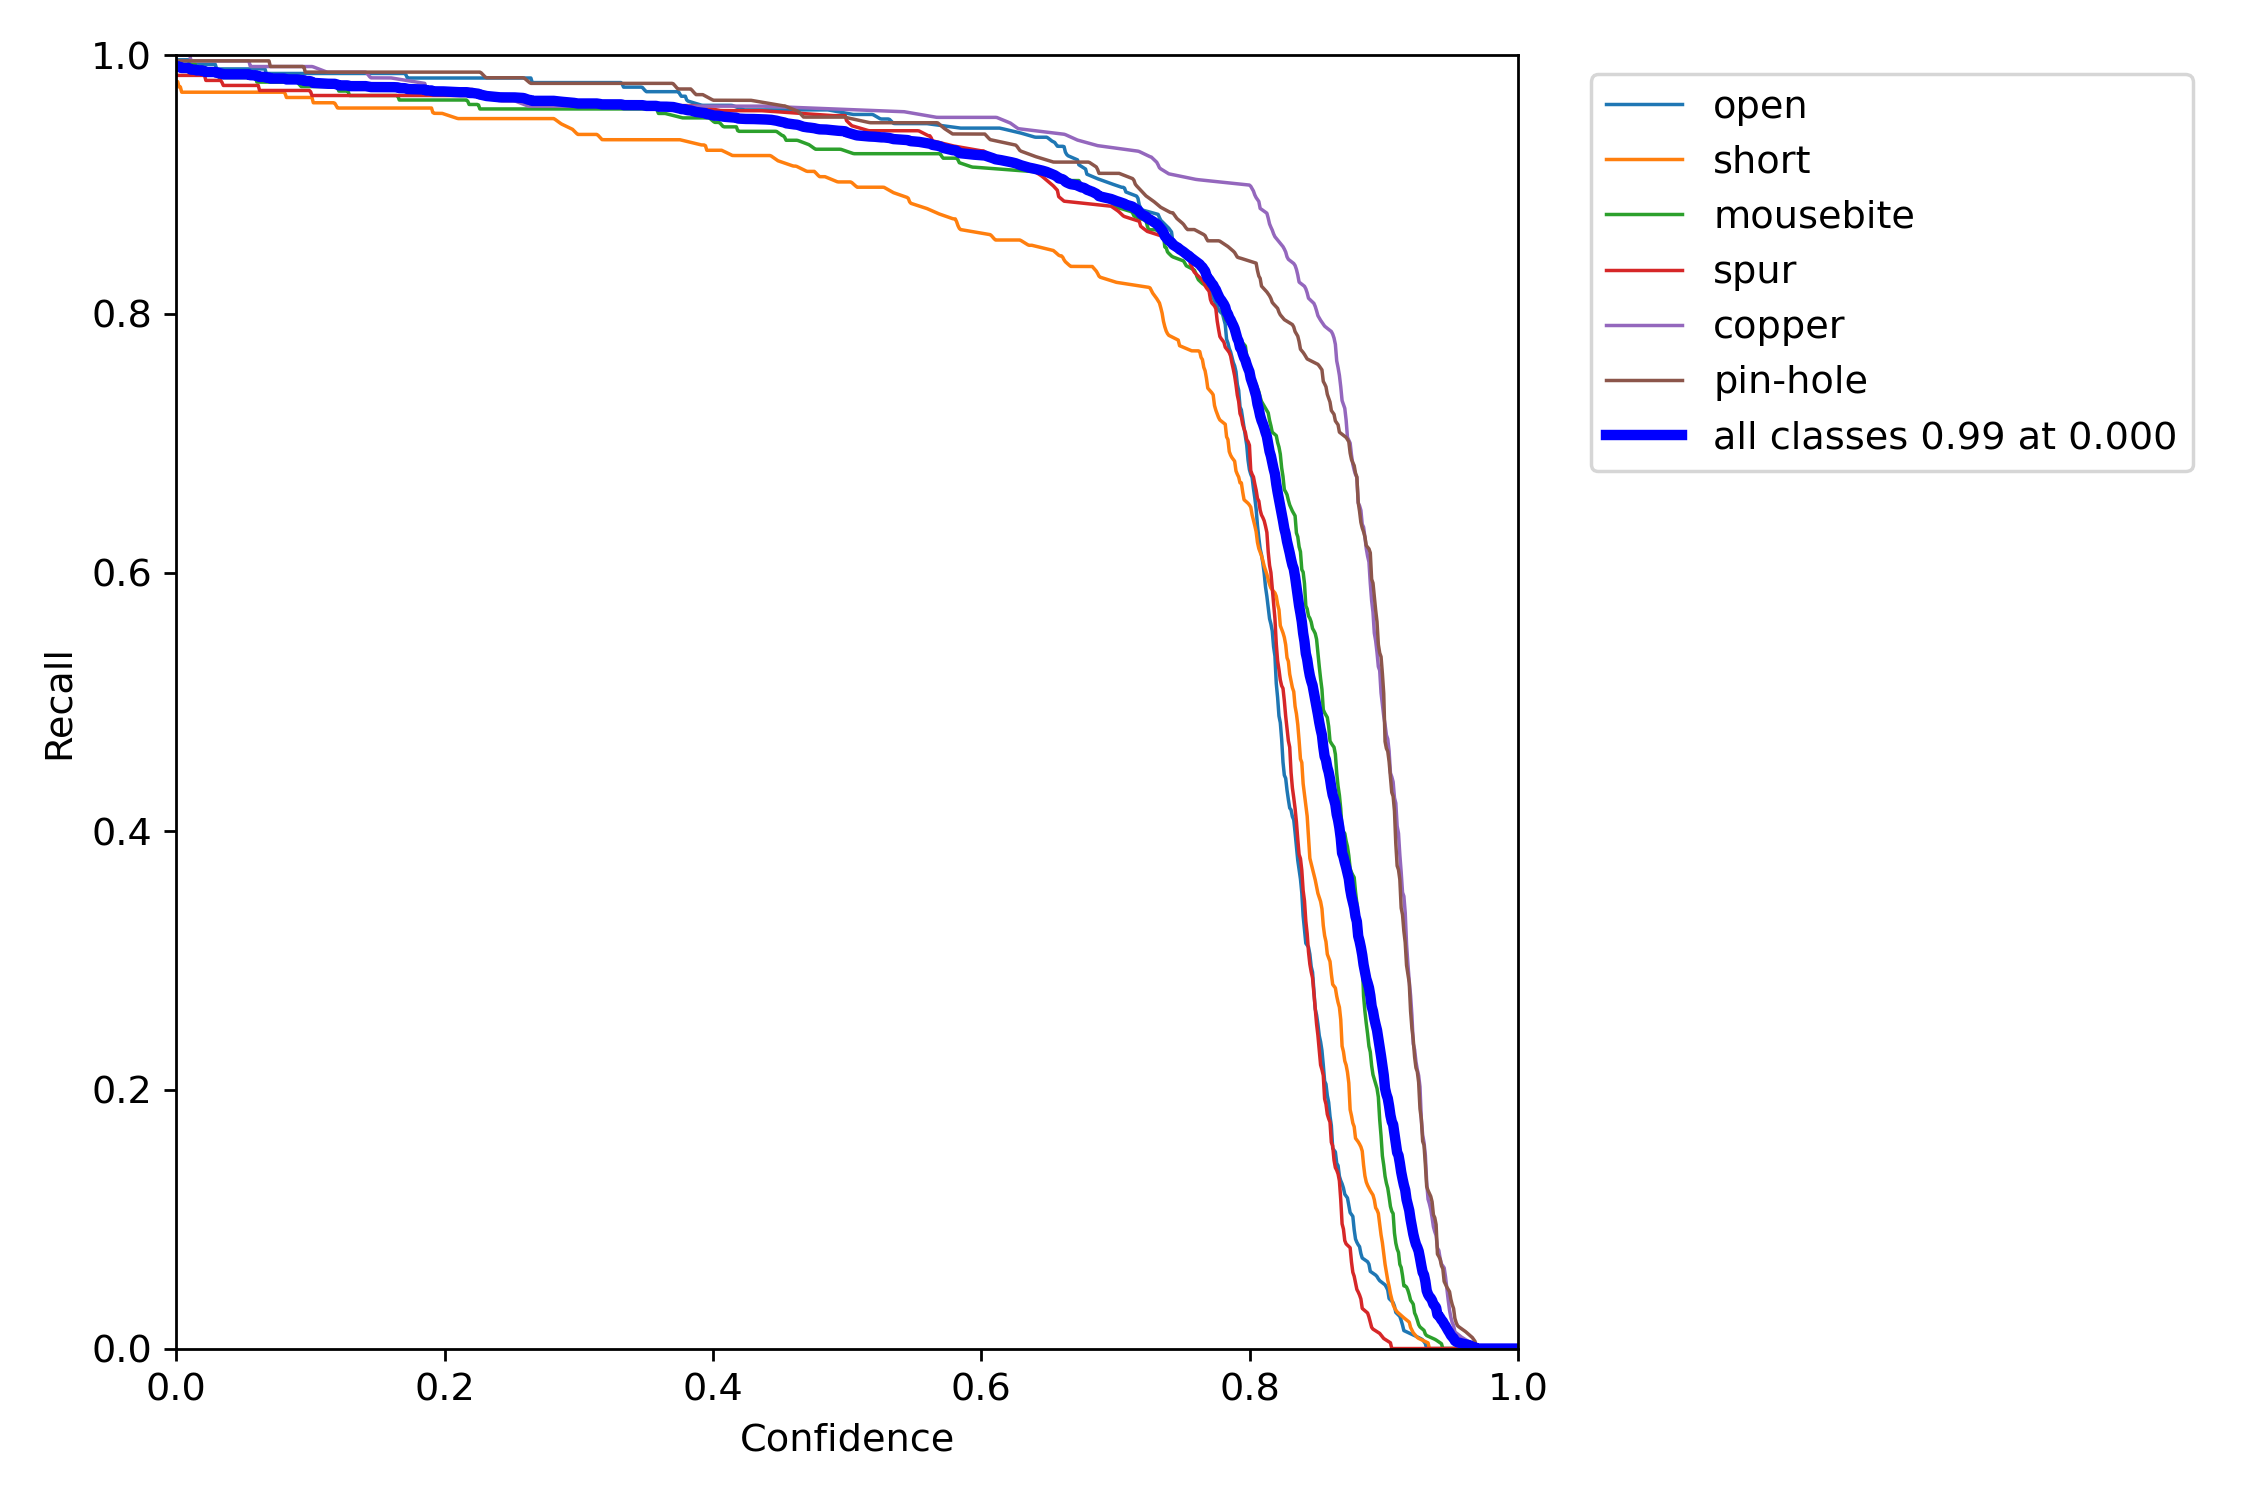 1.0
0.8
0.6
0.4
0.2
0.0
Recall
0.0 0.2 0.4 0.6 0.8 1.0
Confidence
open
short
mousebite
spur
copper
pin-hole
all classes 0.99 at 0.000